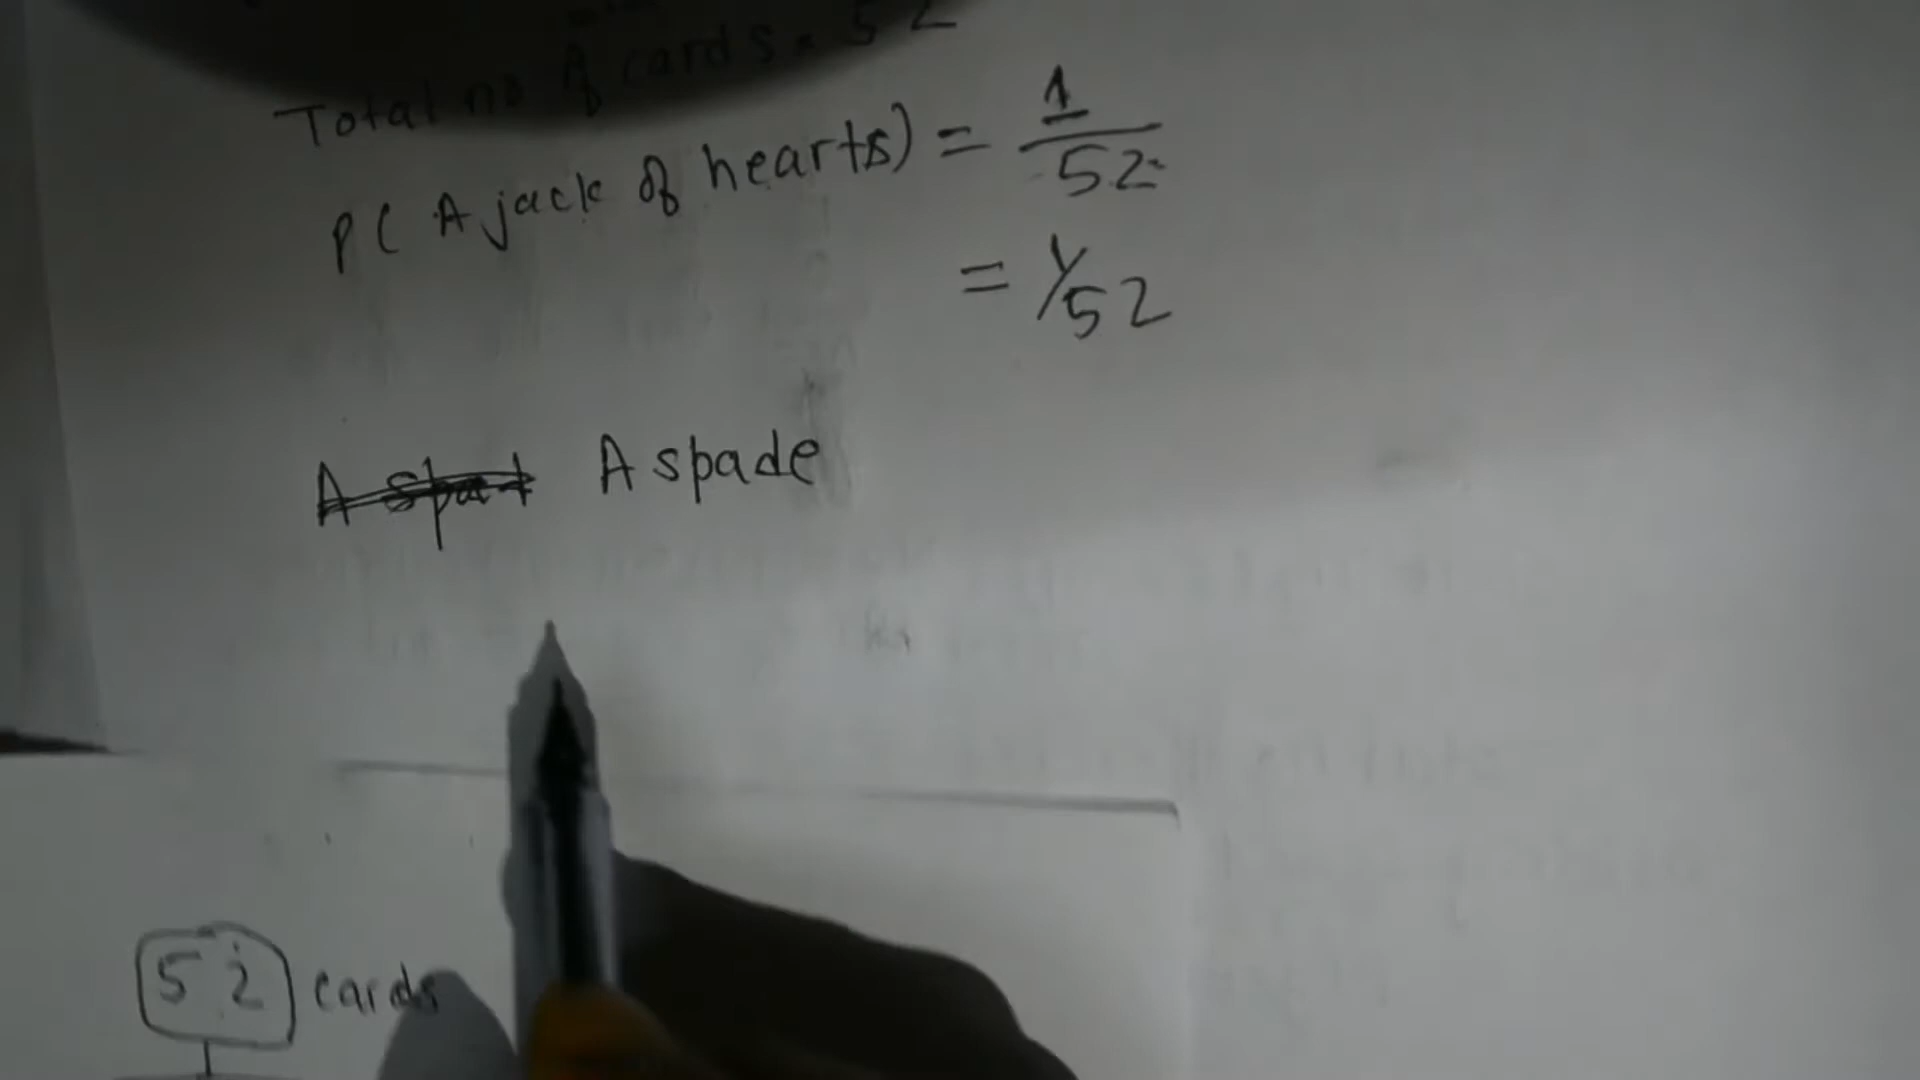 Total no of cards = 52
P( A jack of hearts) = 1/52
= 1/52
A spade
52 cards